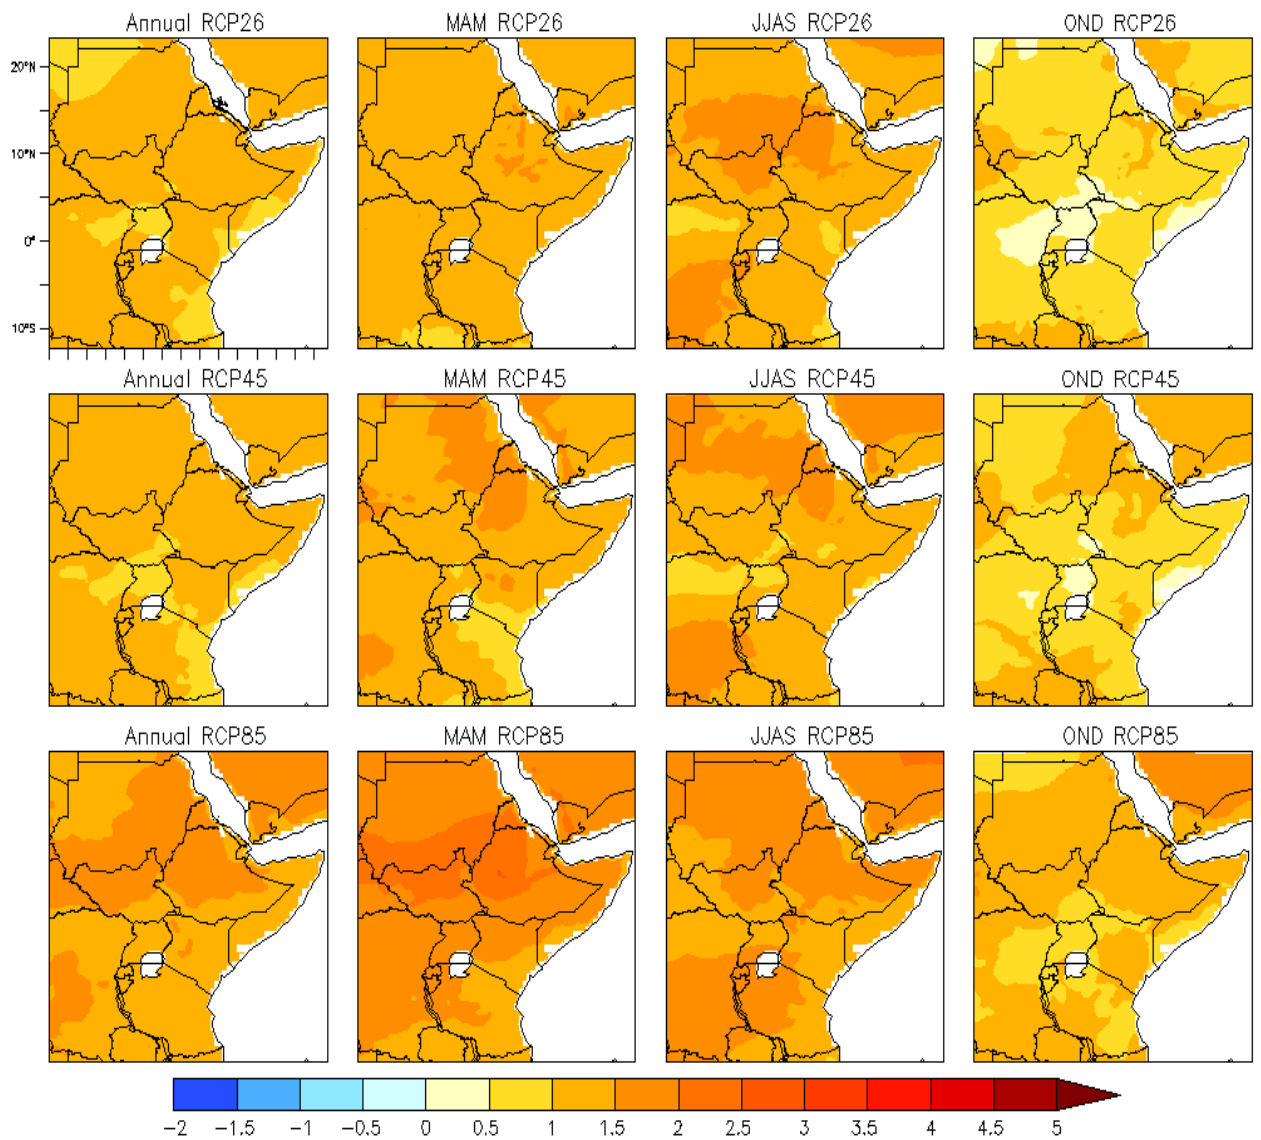 Annual RCP26 MAM RCP26 JJAS RCP26 OND RCP26
20°N
10°N
0°
10°S
Annual RCP45 MAM RCP45 JJAS RCP45 OND RCP45
Annual RCP85 MAM RCP85 JJAS RCP85 OND RCP85
-2 -1.5 -1 -0.5 0 0.5 1 1.5 2 2.5 3 3.5 4 4.5 5